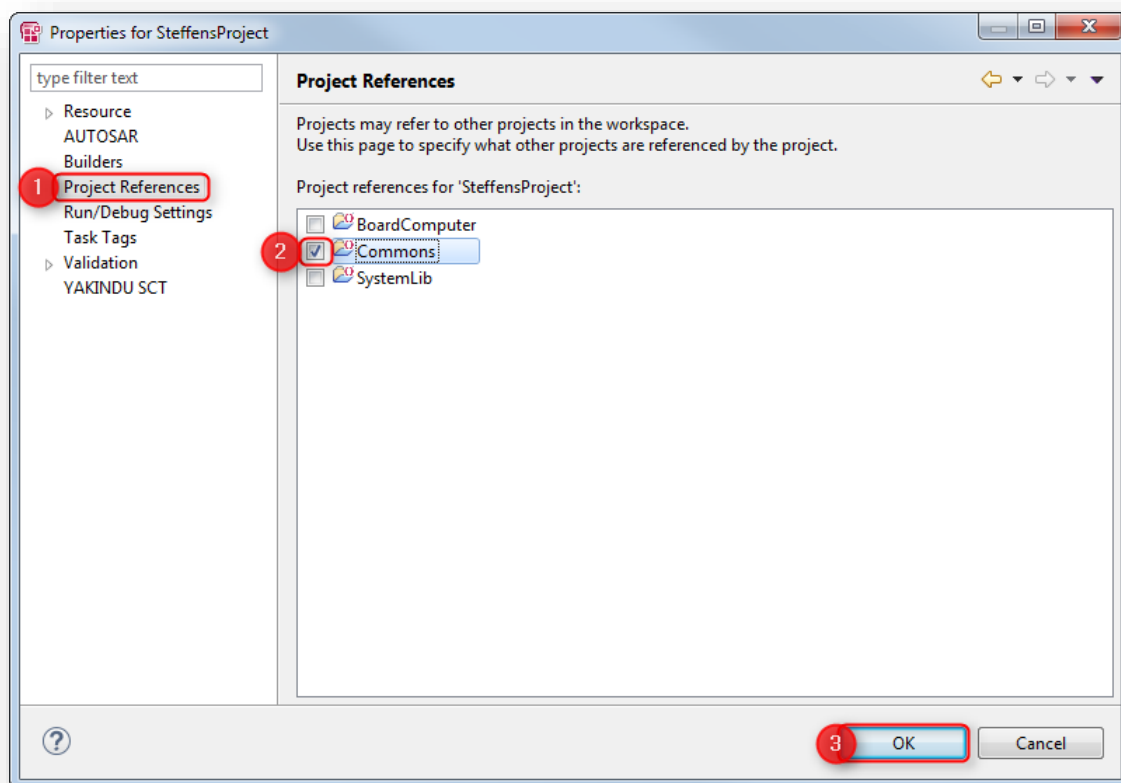 Properties for SteffensProject
type filter text
Resource
AUTOSAR
Builders
1 Project References
Run/Debug Settings
Task Tags
Validation
YAKINDU SCT
Project References
Projects may refer to other projects in the workspace.
Use this page to specify what other projects are referenced by the project.
Project references for 'SteffensProject':
BoardComputer
2 Commons
SystemLib
?
3 OK
Cancel